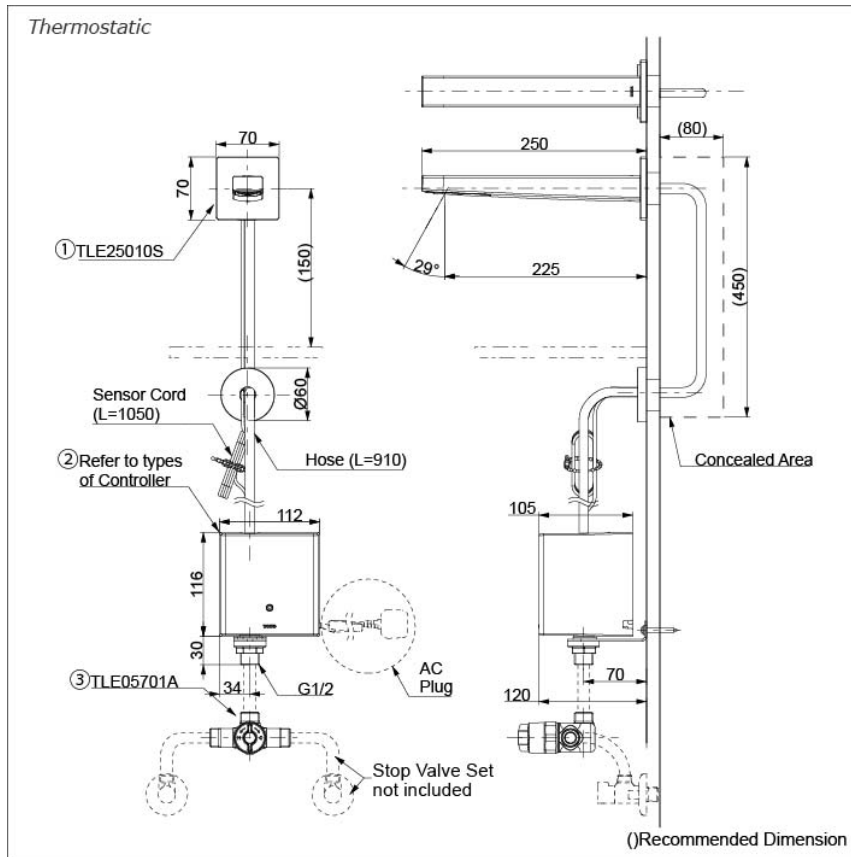 Thermostatic
70
70
①TLE25010S
(150)
250
(80)
29°
225
(450)
Sensor Cord
(L=1050)
Ø60
Hose (L=910)
②Refer to types
of Controller
Concealed Area
112
105
116
30
34
G1/2
AC
Plug
③TLE05701A
70
120
Stop Valve Set
not included
()Recommended Dimension